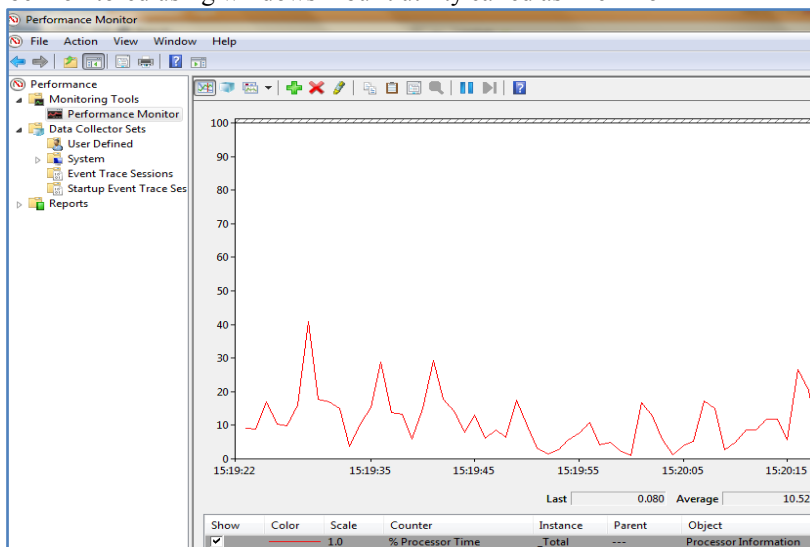 Performance Monitor
File Action View Window Help
Performance
Monitoring Tools
Performance Monitor
Data Collector Sets
User Defined
System
Event Trace Sessions
Startup Event Trace Ses
Reports
100
90
80
70
60
50
40
30
20
10
0
15:19:22 15:19:35 15:19:45 15:19:55 15:20:05 15:20:15
Last 0.080 Average 10.52
Show Color Scale Counter Instance Parent Object
1.0 % Processor Time _Total --- Processor Information